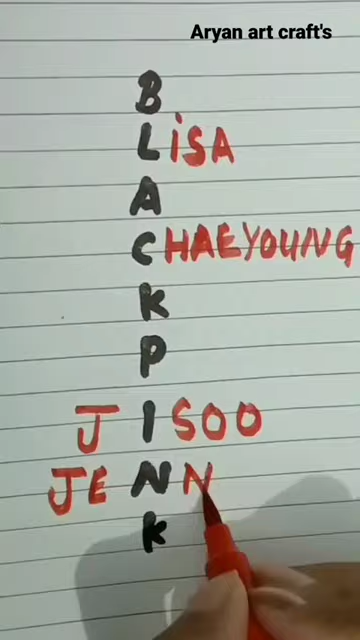 Aryan art craft's
B
LiSA
A
CHAEYOUNG
K
P
JISOO
JENN
K